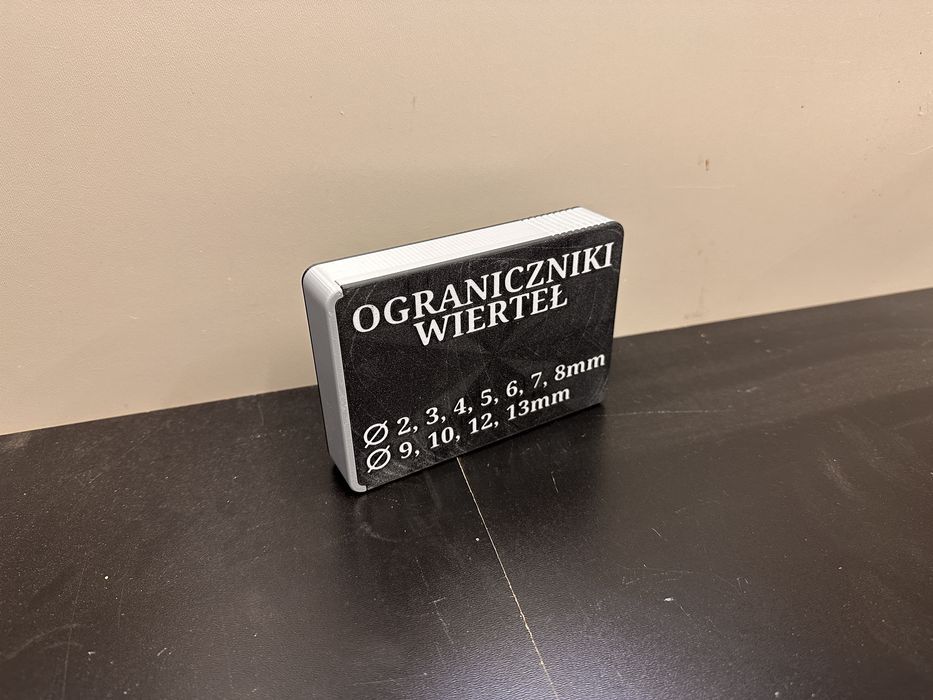 OGRANICZNIKI
WIERTEŁ
∅ 2, 3, 4, 5, 6, 7, 8mm
∅ 9, 10, 12, 13mm